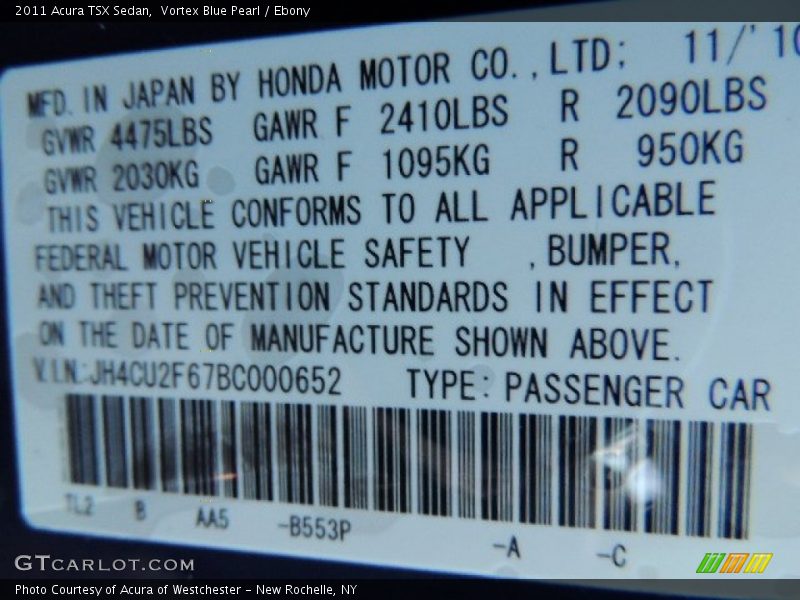 2011 Acura TSX Sedan, Vortex Blue Pearl / Ebony
MFD. IN JAPAN BY HONDA MOTOR CO., LTD; 11/'10
GVWR 4475LBS GAWR F 2410LBS R 2090LBS
GVWR 2030KG GAWR F 1095KG R 950KG
THIS VEHICLE CONFORMS TO ALL APPLICABLE
FEDERAL MOTOR VEHICLE SAFETY , BUMPER,
AND THEFT PREVENTION STANDARDS IN EFFECT
ON THE DATE OF MANUFACTURE SHOWN ABOVE.
V.I.N.:JH4CU2F67BC000652 TYPE: PASSENGER CAR
TL2 B AA5 -B553P -A -C
GTCARLOT.COM
Photo Courtesy of Acura of Westchester - New Rochelle, NY